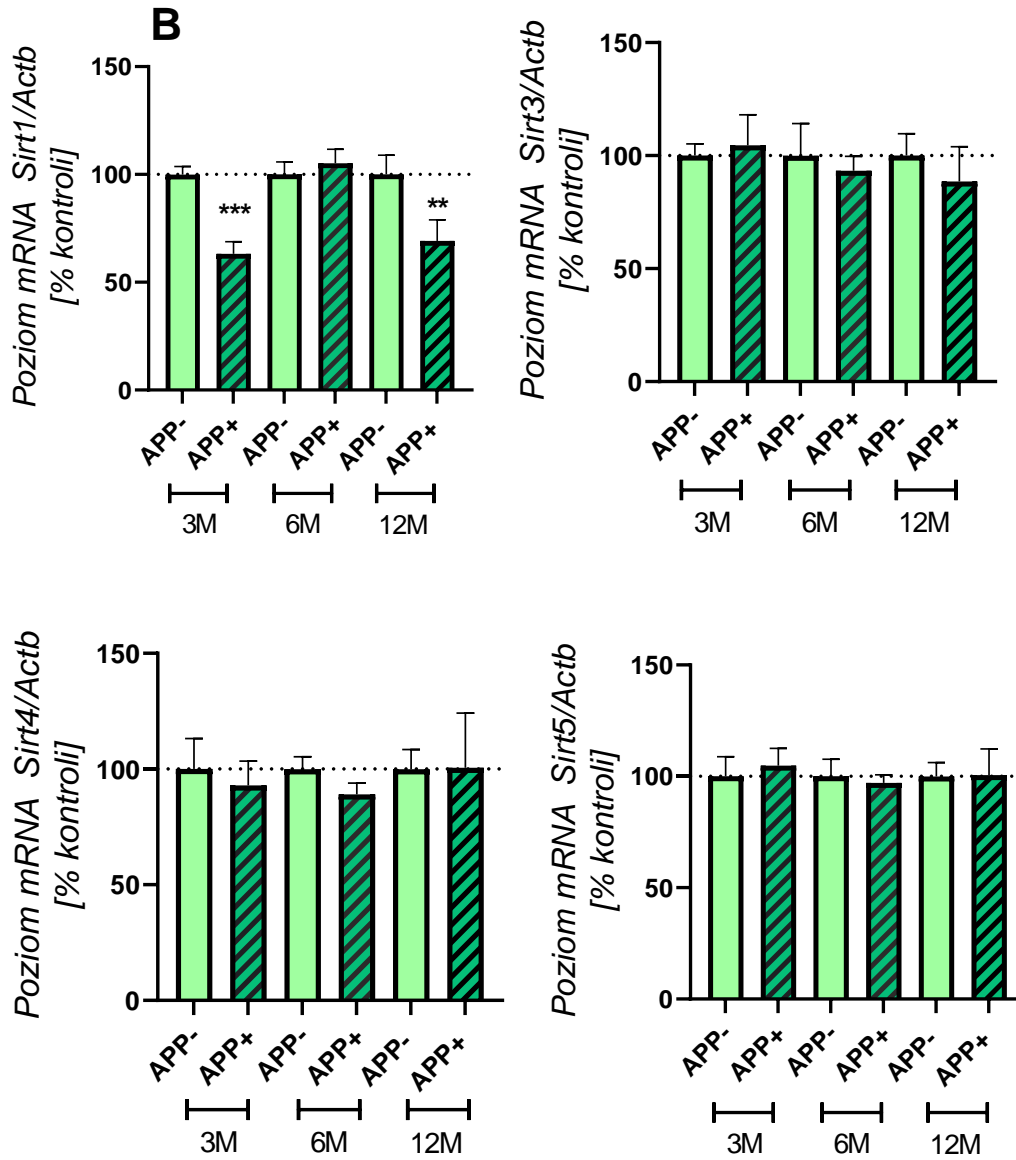 B
Poziom mRNA Sirt1/Actb
[% kontroli]
150
100
50
0
***
**
APP- APP+ APP- APP+ APP- APP+
3M 6M 12M
Poziom mRNA Sirt3/Actb
[% kontroli]
150
100
50
0
APP- APP+ APP- APP+ APP- APP+
3M 6M 12M
Poziom mRNA Sirt4/Actb
[% kontroli]
150
100
50
0
APP- APP+ APP- APP+ APP- APP+
3M 6M 12M
Poziom mRNA Sirt5/Actb
[% kontroli]
150
100
50
0
APP- APP+ APP- APP+ APP- APP+
3M 6M 12M